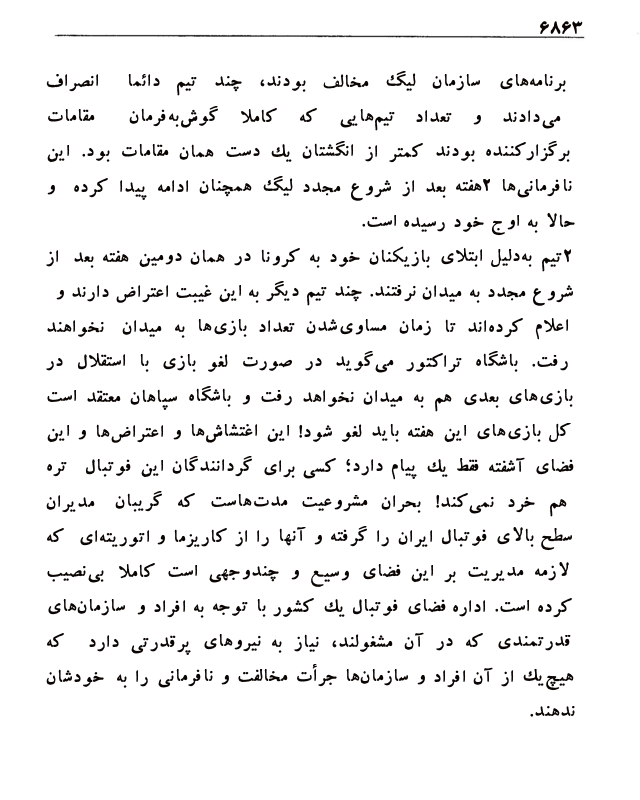 ۶۸۶۳
برنامه‌های سازمان لیگ مخالف بودند، چند تیم دائما انصراف
می‌دادند و تعداد تیم‌هایی که کاملا گوش‌به‌فرمان مقامات
برگزارکننده بودند کمتر از انگشتان یك دست همان مقامات بود. این
نافرمانی‌ها ۲هفته بعد از شروع مجدد لیگ همچنان ادامه پیدا کرده و
حالا به اوج خود رسیده است.
۲تیم به‌دلیل ابتلای بازیکنان خود به کرونا در همان دومین هفته بعد از
شروع مجدد به میدان نرفتند. چند تیم دیگر به این غیبت اعتراض دارند و
اعلام کرده‌اند تا زمان مساوی‌شدن تعداد بازی‌ها به میدان نخواهند
رفت. باشگاه تراکتور می‌گوید در صورت لغو بازی با استقلال در
بازی‌های بعدی هم به میدان نخواهد رفت و باشگاه سپاهان معتقد است
کل بازی‌های این هفته باید لغو شود! این اغتشاش‌ها و اعتراض‌ها و این
فضای آشفته فقط یك پیام دارد؛ کسی برای گردانندگان این فوتبال تره
هم خرد نمی‌کند! بحران مشروعیت مدت‌هاست که گریبان مدیران
سطح بالای فوتبال ایران را گرفته و آنها را از کاریزما و اتوریته‌ای که
لازمه مدیریت بر این فضای وسیع و چندوجهی است کاملا بی‌نصیب
کرده است. اداره فضای فوتبال یك کشور با توجه به افراد و سازمان‌های
قدرتمندی که در آن مشغولند، نیاز به نیروهای پرقدرتی دارد که
هیچ‌یك از آن افراد و سازمان‌ها جرأت مخالفت و نافرمانی را به خودشان
ندهند.